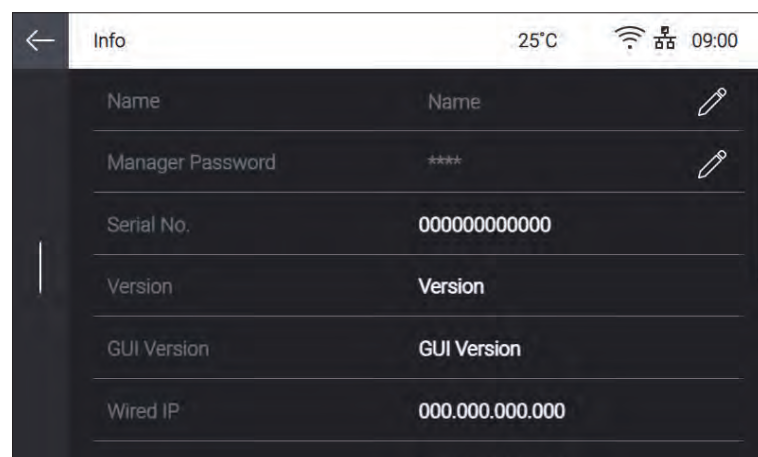 Info 25°C 09:00
Name Name
Manager Password ****
Serial No. 000000000000
Version Version
GUI Version GUI Version
Wired IP 000.000.000.000